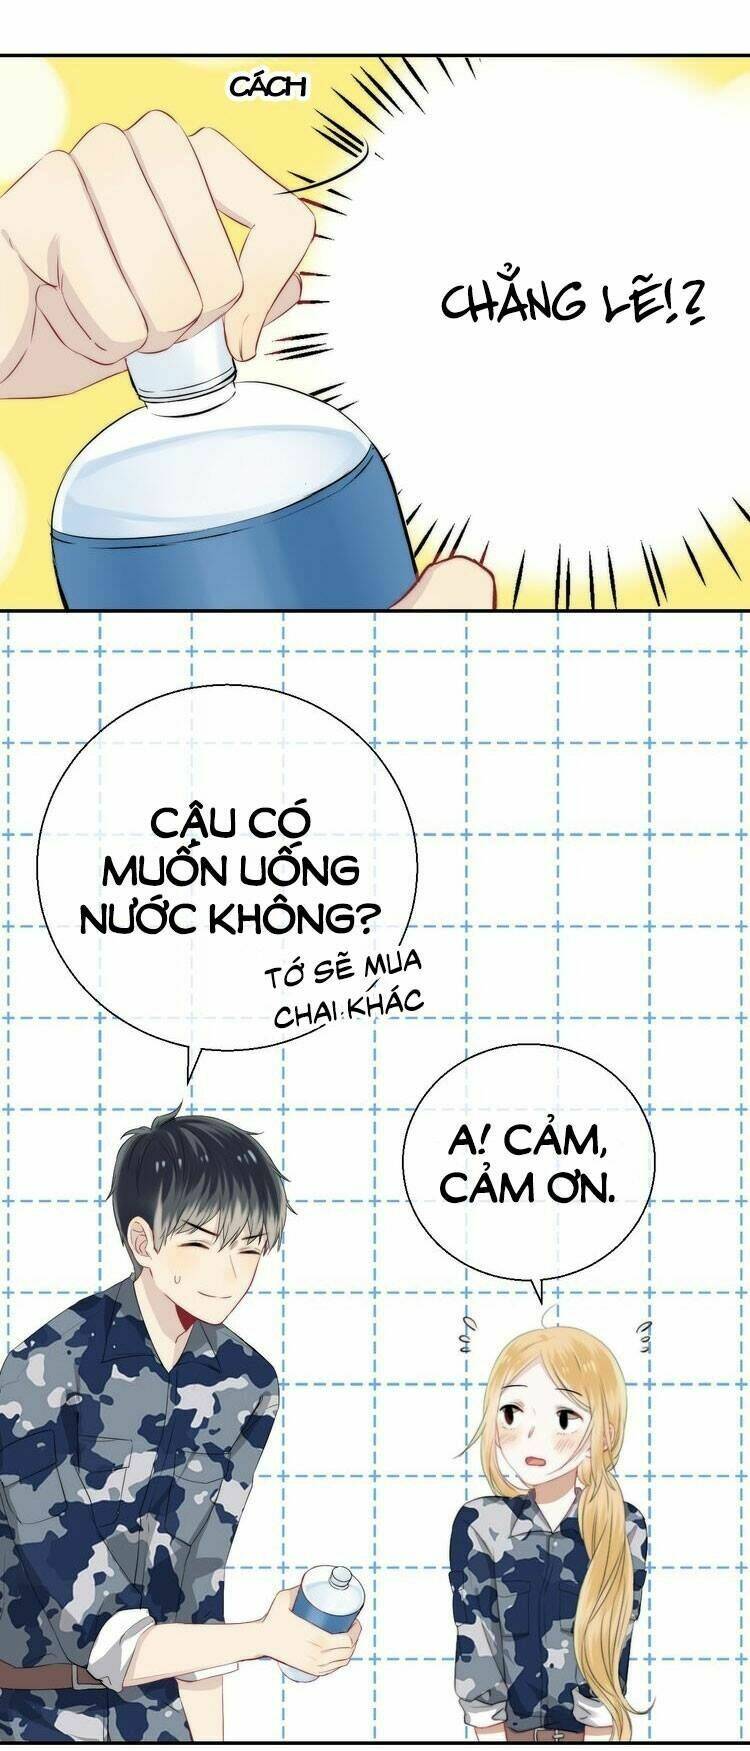 CÁCH
CHẲNG LẼ!?
CẬU CÓ
MUỐN UỐNG
NƯỚC KHÔNG?
TỚ SẼ MUA
CHAI KHÁC
A! CẢM,
CẢM ƠN.